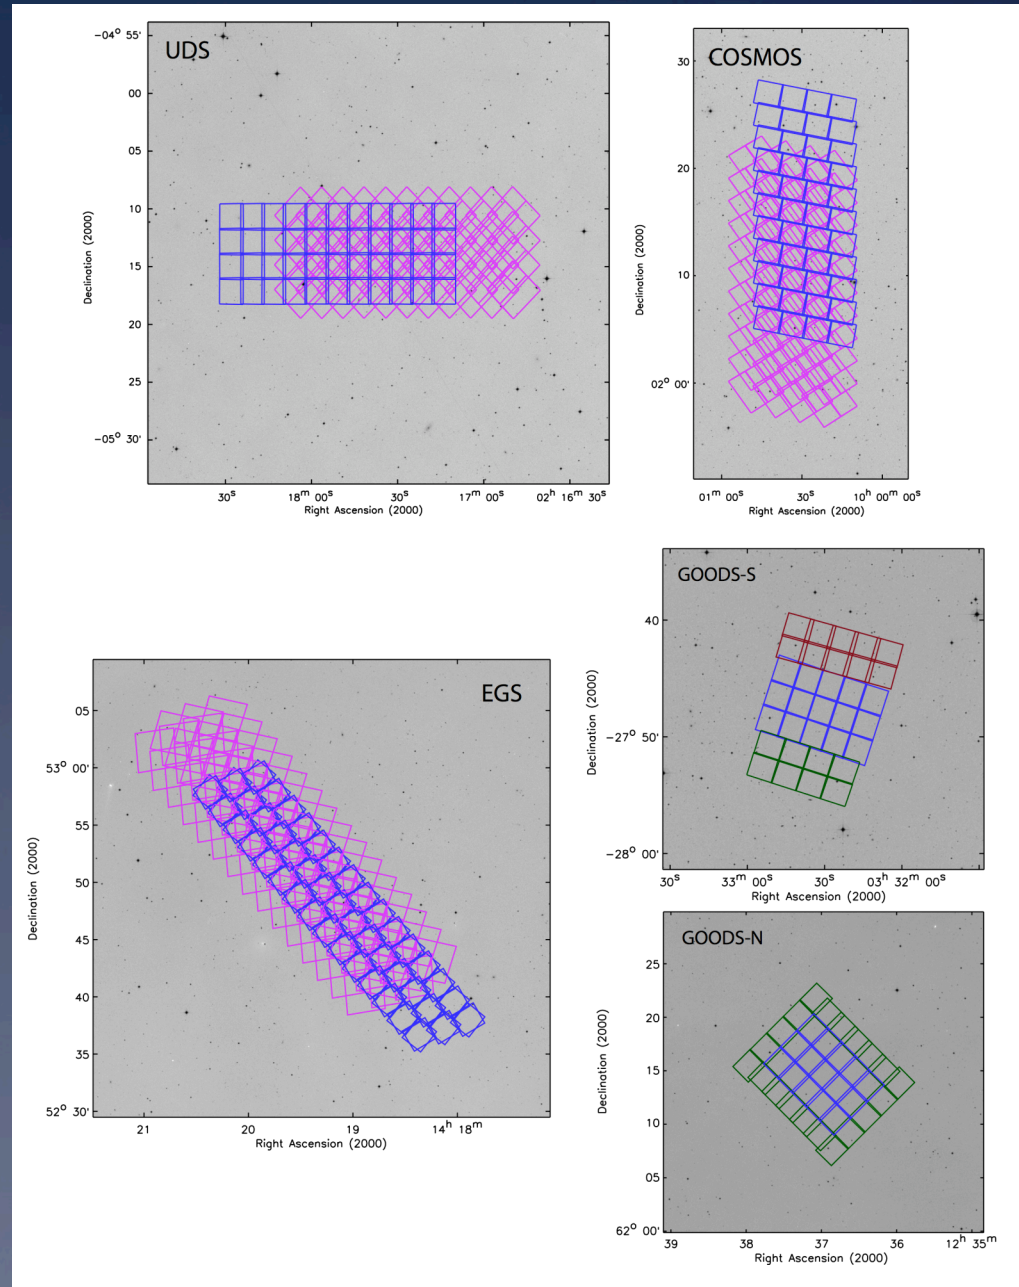 UDS
−04° 55'
00
05
10
15
20
25
−05° 30'
Declination (2000)
30ˢ 18ᵐ 00ˢ 30ˢ 17ᵐ 00ˢ 02ʰ 16ᵐ 30ˢ
Right Ascension (2000)
COSMOS
30
20
10
02° 00'
Declination (2000)
01ᵐ 00ˢ 30ˢ 10ʰ 00ᵐ 00ˢ
Right Ascension (2000)
EGS
05
53° 00'
55
50
45
40
35
52° 30'
Declination (2000)
21 20 19 14ʰ 18ᵐ
Right Ascension (2000)
GOODS-S
40
−27° 50'
−28° 00'
Declination (2000)
30ˢ 33ᵐ 00ˢ 30ˢ 03ʰ 32ᵐ 00ˢ
Right Ascension (2000)
GOODS-N
25
20
15
10
05
62° 00'
Declination (2000)
39 38 37 36 12ʰ 35ᵐ
Right Ascension (2000)